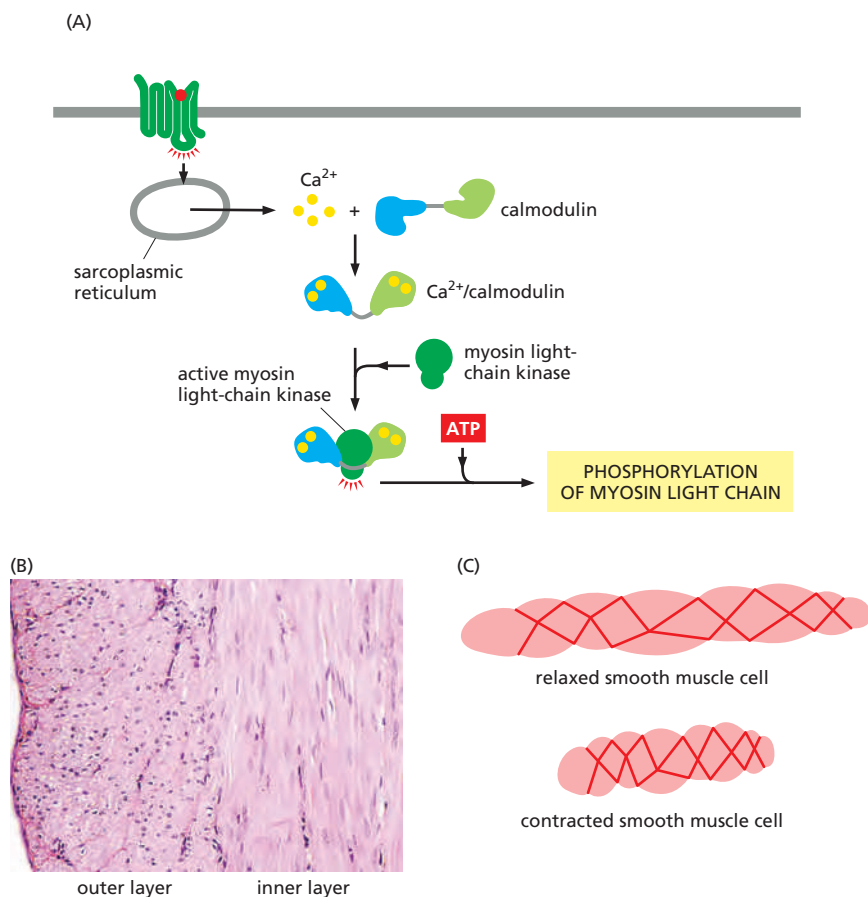 (A)
Ca2+
+
calmodulin
sarcoplasmic
reticulum
Ca2+/calmodulin
myosin light-
chain kinase
active myosin
light-chain kinase
ATP
PHOSPHORYLATION
OF MYOSIN LIGHT CHAIN
(B)
outer layer
inner layer
(C)
relaxed smooth muscle cell
contracted smooth muscle cell